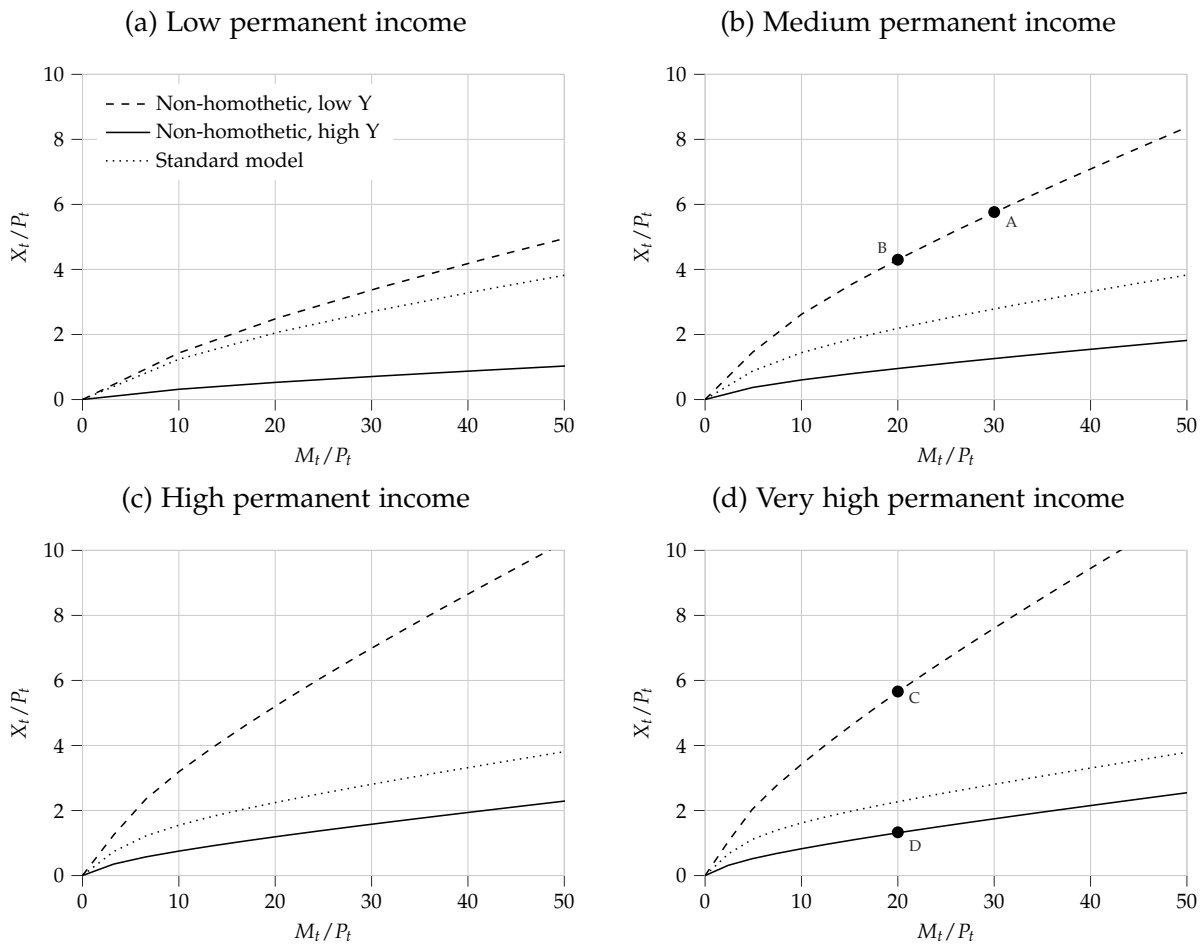 (a) Low permanent income
10
8
6
4
2
0
X_t/P_t
Non-homothetic, low Y
Non-homothetic, high Y
Standard model
0 10 20 30 40 50
M_t/P_t
(b) Medium permanent income
10
8
6
4
2
0
X_t/P_t
B
A
0 10 20 30 40 50
M_t/P_t
(c) High permanent income
10
8
6
4
2
0
X_t/P_t
0 10 20 30 40 50
M_t/P_t
(d) Very high permanent income
10
8
6
4
2
0
X_t/P_t
C
D
0 10 20 30 40 50
M_t/P_t